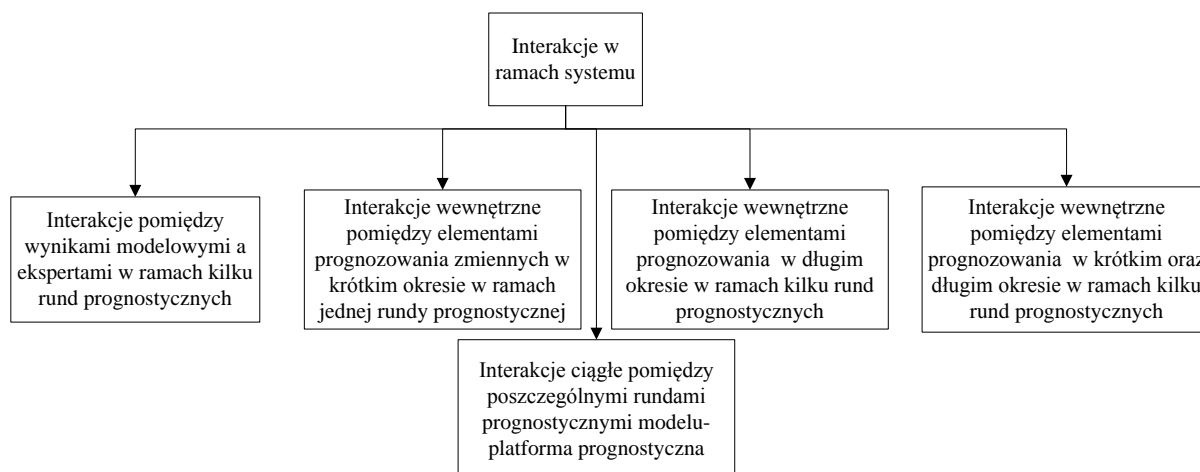 Interakcje w
ramach systemu
Interakcje pomiędzy
wynikami modelowymi a
ekspertami w ramach kilku
rund prognostycznych
Interakcje wewnętrzne
pomiędzy elementami
prognozowania zmiennych w
krótkim okresie w ramach
jednej rundy prognostycznej
Interakcje wewnętrzne
pomiędzy elementami
prognozowania w długim
okresie w ramach kilku rund
prognostycznych
Interakcje wewnętrzne
pomiędzy elementami
prognozowania w krótkim oraz
długim okresie w ramach kilku
rund prognostycznych
Interakcje ciągłe pomiędzy
poszczególnymi rundami
prognostycznymi modelu-
platforma prognostyczna